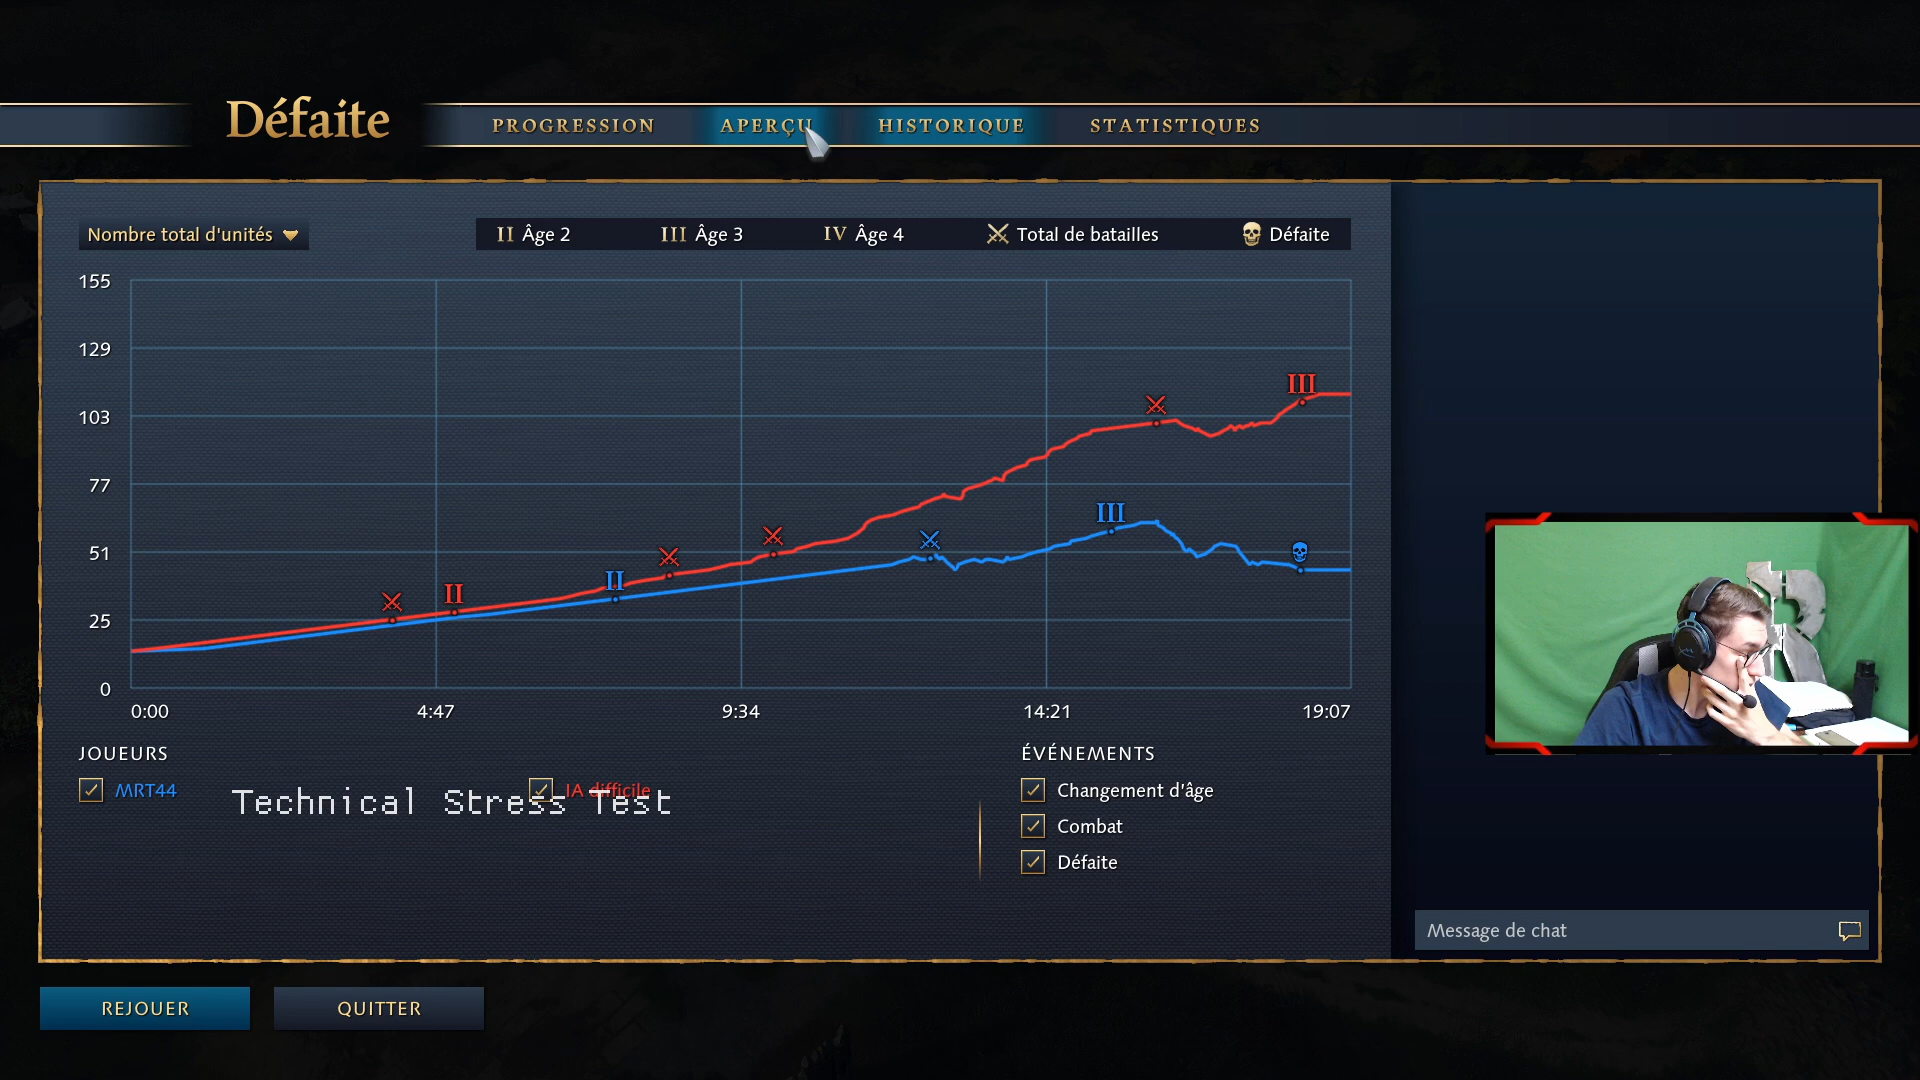 Défaite
PROGRESSION APERÇU HISTORIQUE STATISTIQUES
Nombre total d'unités
II Âge 2 III Âge 3 IV Âge 4 Total de batailles Défaite
155
129
103
77
51
25
0
III
III
II
II
0:00 4:47 9:34 14:21 19:07
JOUEURS
MRT44
IA difficile
Technical Stress Test
ÉVÉNEMENTS
Changement d'âge
Combat
Défaite
Message de chat
REJOUER QUITTER